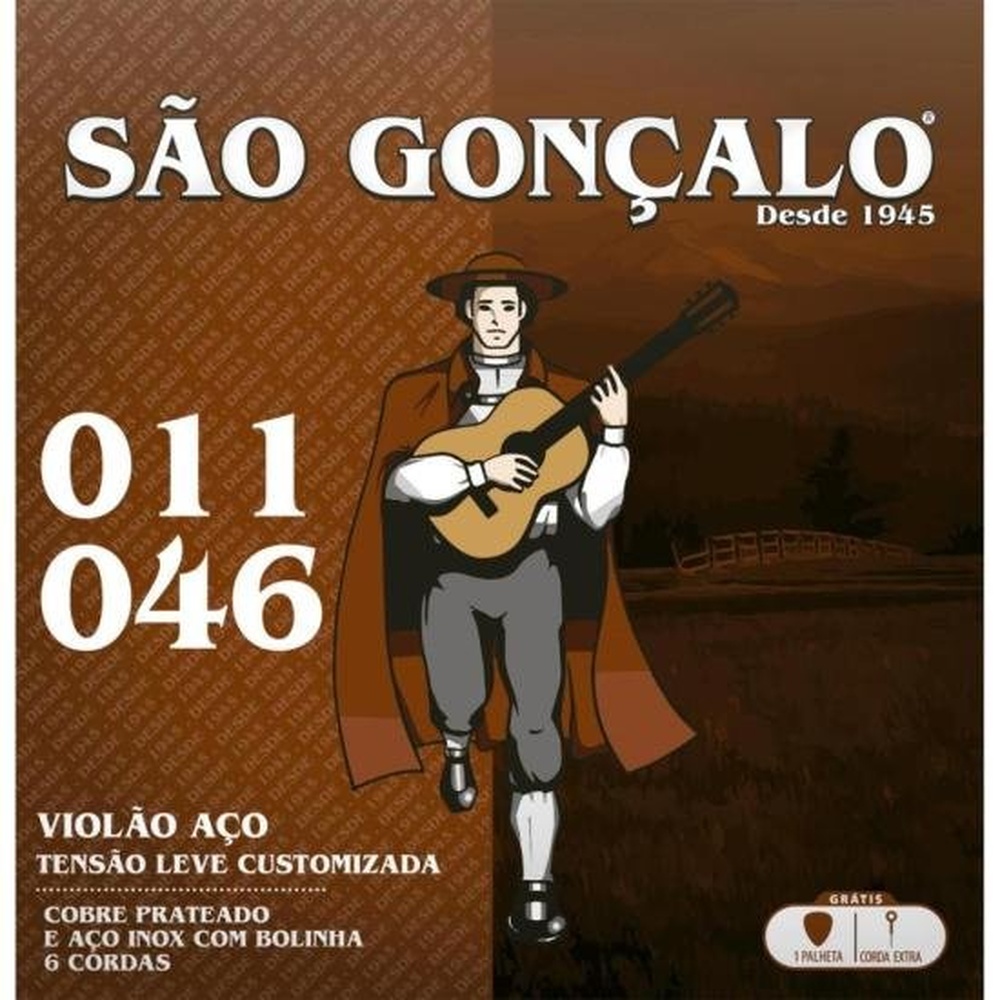 SÃO GONÇALO®
Desde 1945
011
046
VIOLÃO AÇO
TENSÃO LEVE CUSTOMIZADA
COBRE PRATEADO
E AÇO INOX COM BOLINHA
6 CORDAS
GRÁTIS
1 PALHETA
CORDA EXTRA